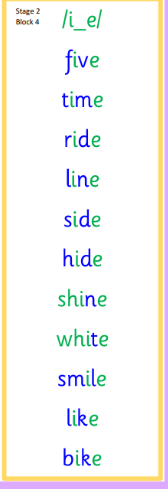 Stage 2
Block 4
/i_e/
five
time
ride
line
side
hide
shine
white
smile
like
bike